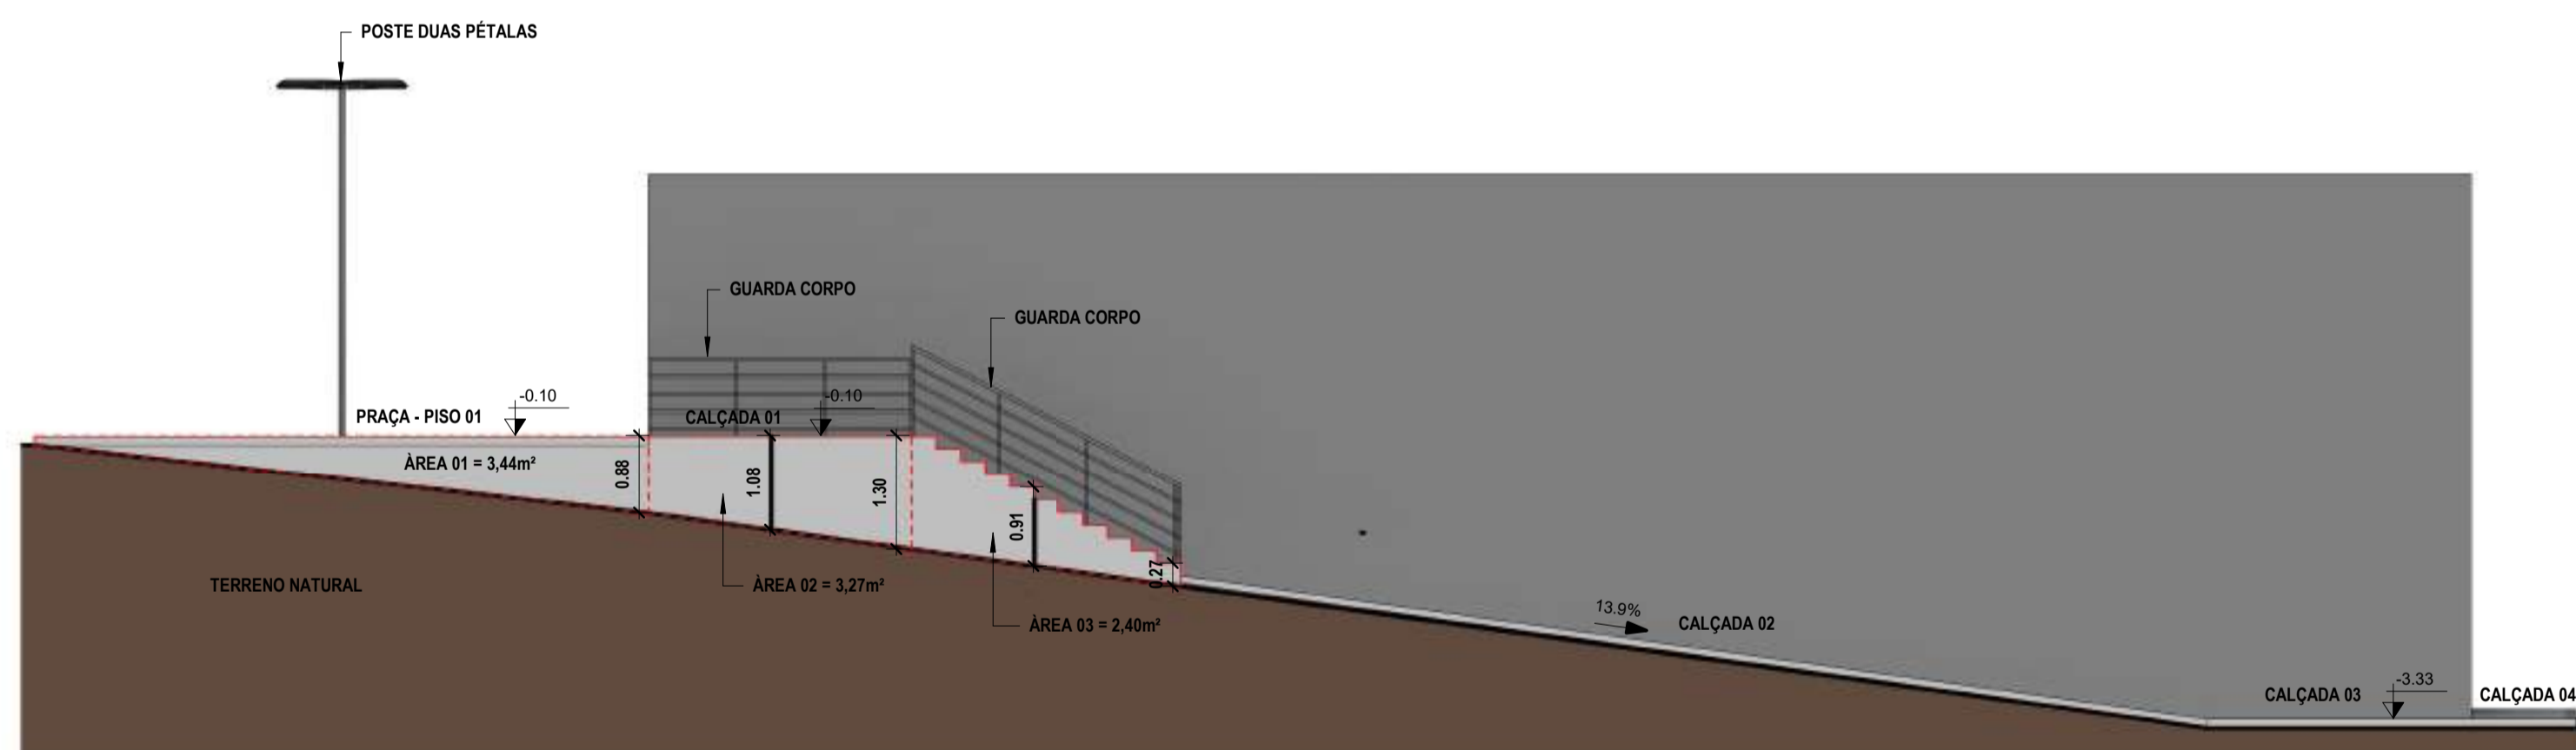 POSTE DUAS PÉTALAS
GUARDA CORPO
GUARDA CORPO
-0.10
-0.10
PRAÇA - PISO 01
CALÇADA 01
ÀREA 01 = 3,44m²
0.88
1.08
1.30
0.91
0.27
TERRENO NATURAL
ÀREA 02 = 3,27m²
ÀREA 03 = 2,40m²
13.9%
CALÇADA 02
-3.33
CALÇADA 03
CALÇADA 04